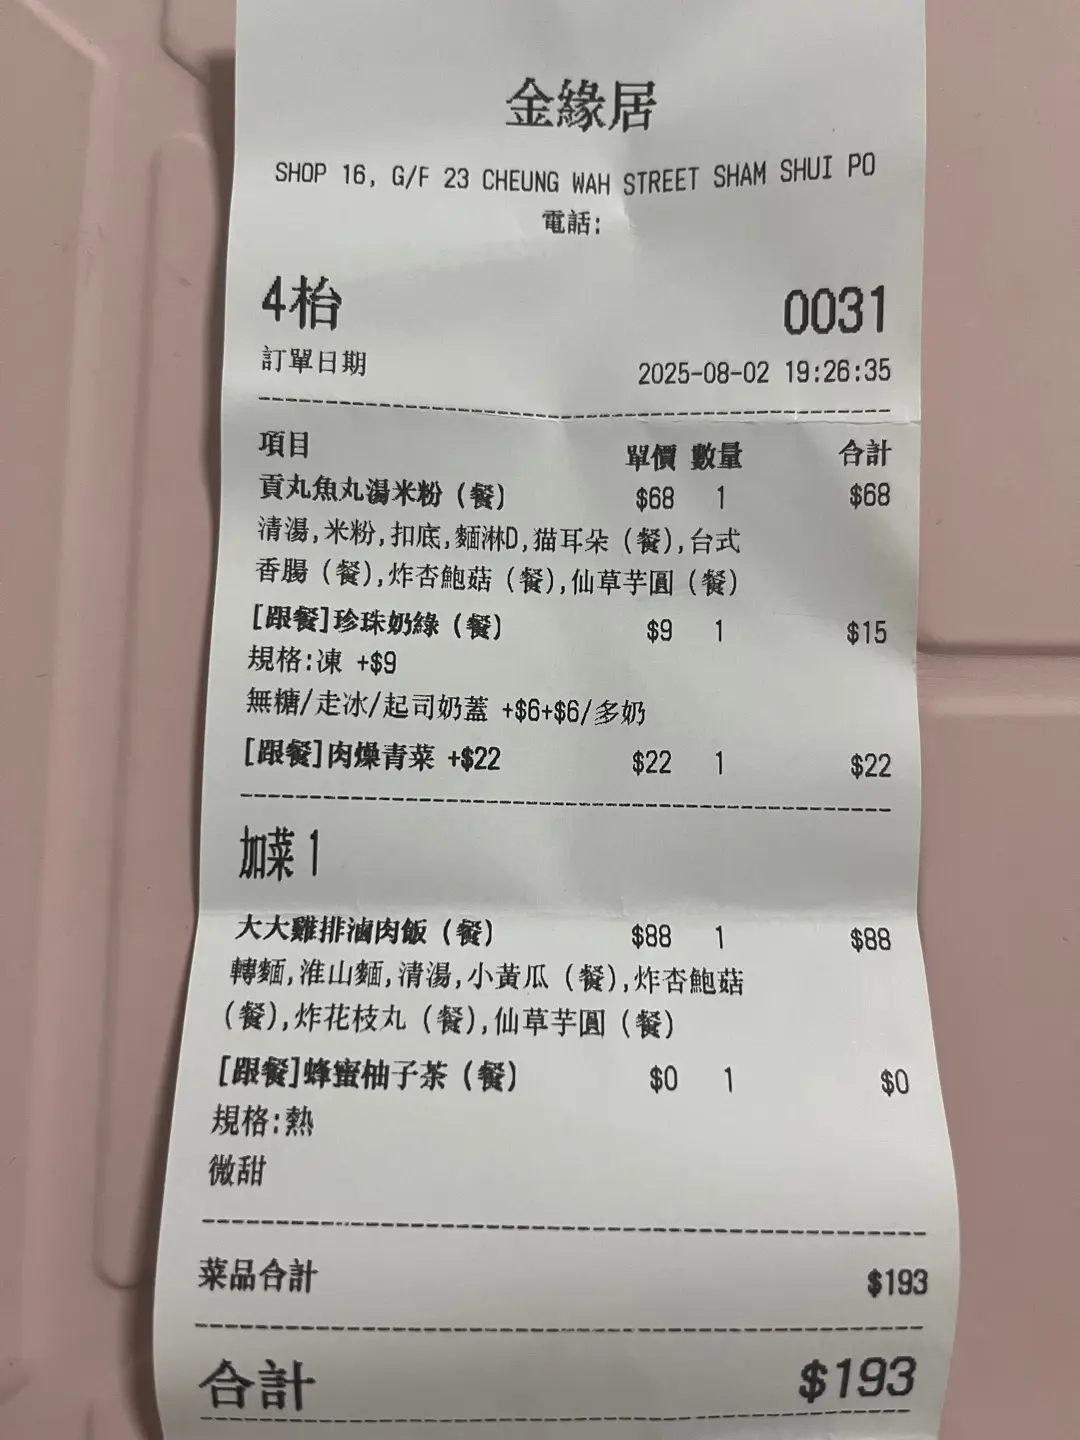 金緣居
SHOP 16, G/F 23 CHEUNG WAH STREET SHAM SHUI PO
電話:
4枱 0031
訂單日期 2025-08-02 19:26:35
項目 單價 數量 合計
貢丸魚丸湯米粉（餐） $68 1 $68
清湯,米粉,扣底,麵淋D,猫耳朵（餐）,台式
香腸（餐）,炸杏鮑菇（餐）,仙草芋圓（餐）
[跟餐]珍珠奶綠（餐） $9 1 $15
規格:凍 +$9
無糖/走冰/起司奶蓋 +$6+$6/多奶
[跟餐]肉燥青菜 +$22 $22 1 $22
加菜 1
大大雞排滷肉飯（餐） $88 1 $88
轉麵,淮山麵,清湯,小黃瓜（餐）,炸杏鮑菇
（餐）,炸花枝丸（餐）,仙草芋圓（餐）
[跟餐]蜂蜜柚子茶（餐） $0 1 $0
規格:熱
微甜
菜品合計 $193
合計 $193